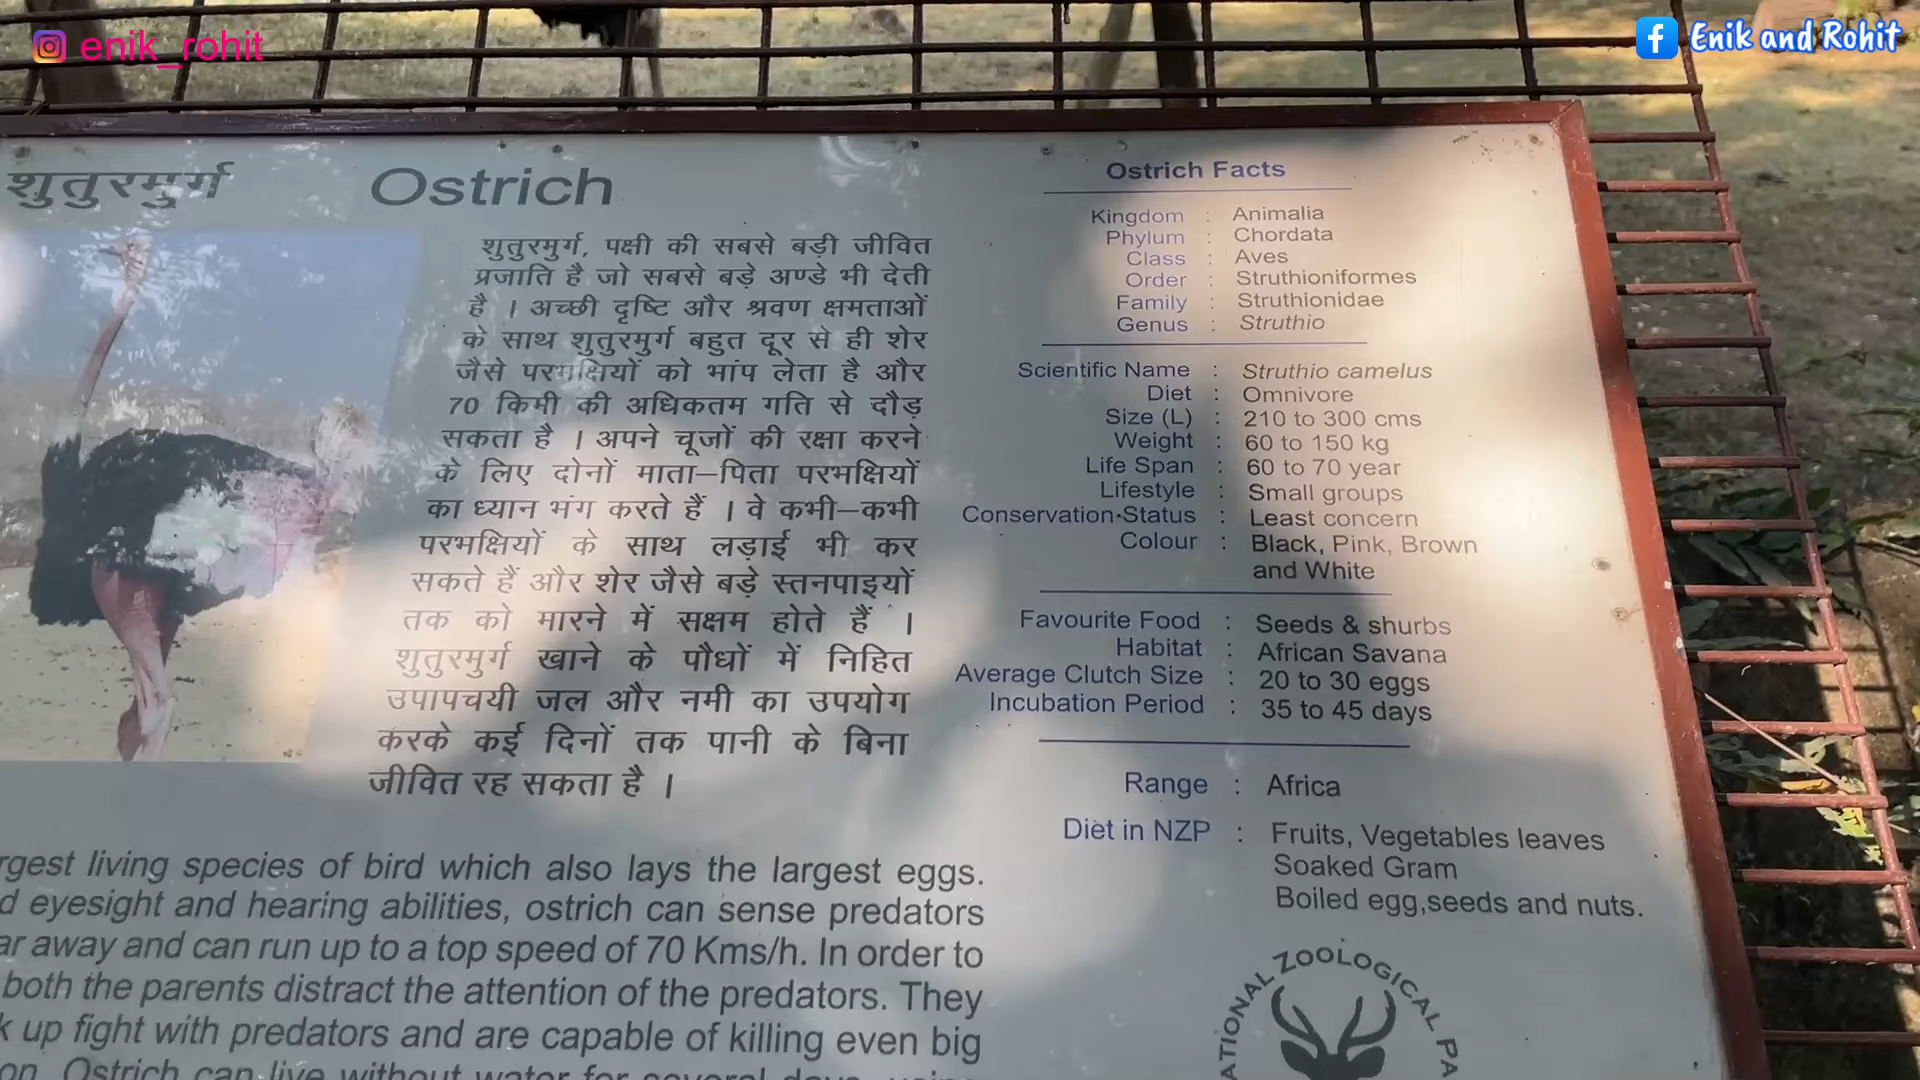 enik_rohit
Enik and Rohit
शुतुरमुर्ग
Ostrich
शुतुरमुर्ग, पक्षी की सबसे बड़ी जीवित
प्रजाति है जो सबसे बड़े अण्डे भी देती
है । अच्छी दृष्टि और श्रवण क्षमताओं
के साथ शुतुरमुर्ग बहुत दूर से ही शेर
जैसे परभक्षियों को भांप लेता है और
70 किमी की अधिकतम गति से दौड़
सकता है । अपने चूजों की रक्षा करने
के लिए दोनों माता–पिता परभक्षियों
का ध्यान भंग करते हैं । वे कभी–कभी
परभक्षियों के साथ लड़ाई भी कर
सकते हैं और शेर जैसे बड़े स्तनपाइयों
तक को मारने में सक्षम होते हैं ।
शुतुरमुर्ग खाने के पौधों में निहित
उपापचयी जल और नमी का उपयोग
करके कई दिनों तक पानी के बिना
जीवित रह सकता है ।
living species of bird which also lays the largest eggs.
eyesight and hearing abilities, ostrich can sense predators
away and can run up to a top speed of 70 Kms/h. In order to
both the parents distract the attention of the predators. They
up fight with predators and are capable of killing even big
Ostrich can live without water for several days
Ostrich Facts
Kingdom : Animalia
Phylum : Chordata
Class : Aves
Order : Struthioniformes
Family : Struthionidae
Genus : Struthio
Scientific Name : Struthio camelus
Diet : Omnivore
Size (L) : 210 to 300 cms
Weight : 60 to 150 kg
Life Span : 60 to 70 year
Lifestyle : Small groups
Conservation Status : Least concern
Colour : Black, Pink, Brown
and White
Favourite Food : Seeds & shurbs
Habitat : African Savana
Average Clutch Size : 20 to 30 eggs
Incubation Period : 35 to 45 days
Range : Africa
Diet in NZP : Fruits, Vegetables leaves
Soaked Gram
Boiled egg,seeds and nuts.
ZOOLOGICAL